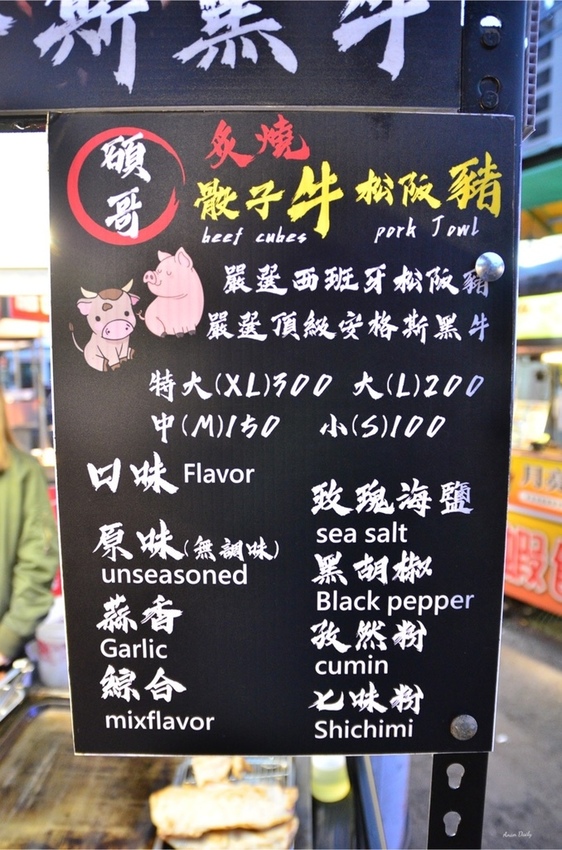 斯黑牛
碩哥
炙燒
骰子牛 松阪豬
beef cubes pork Jowl
嚴選西班牙松阪豬
嚴選頂級安格斯黑牛
特大(XL)300 大(L)200
中(M)150 小(S)100
口味 Flavor
原味(無調味)
unseasoned
蒜香
Garlic
綜合
mixflavor
玫瑰海鹽
sea salt
黑胡椒
Black pepper
孜然粉
cumin
七味粉
Shichimi